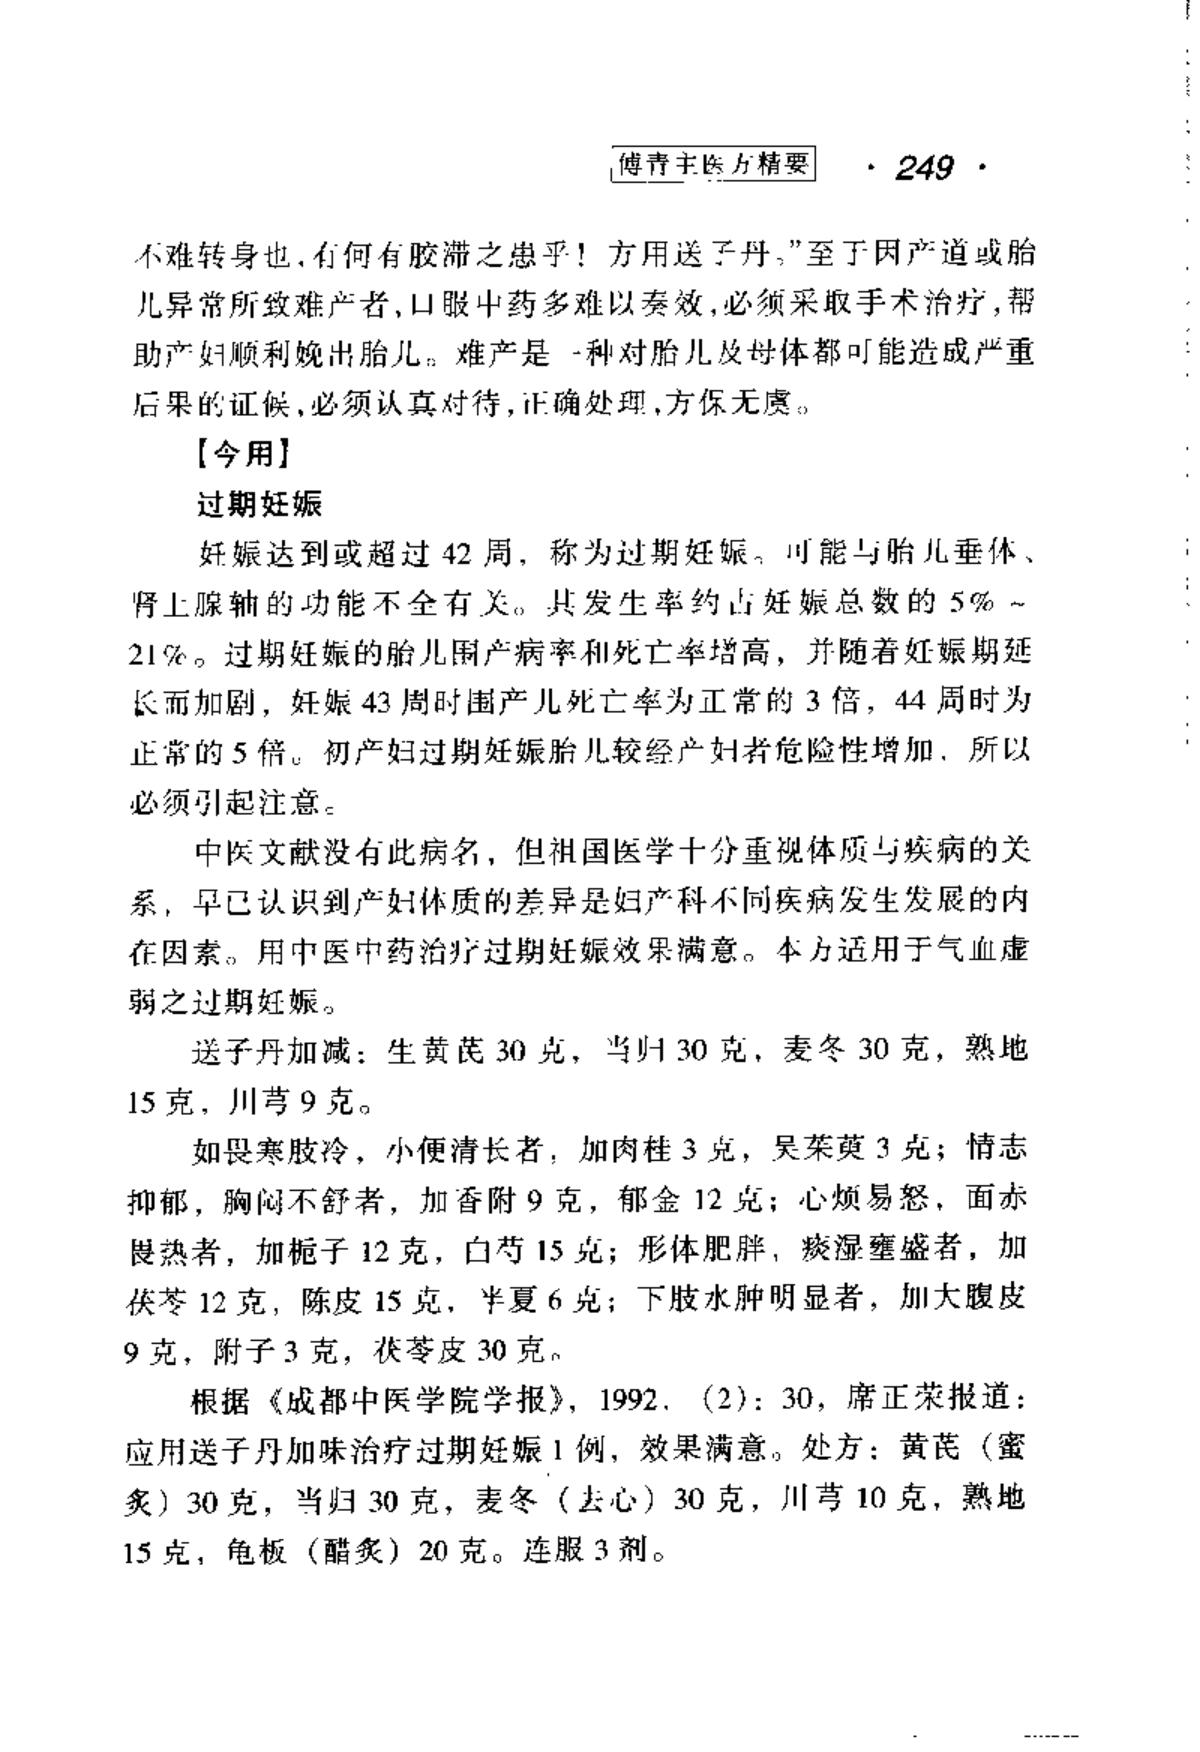 傅青主医方精要 · 249 ·
不难转身也,有何有胶滞之患乎!方用送子丹。”至于因产道或胎
儿异常所致难产者,口服中药多难以奏效,必须采取手术治疗,帮
助产妇顺利娩出胎儿。难产是一种对胎儿及母体都可能造成严重
后果的证候,必须认真对待,正确处理,方保无虞。
【今用】
过期妊娠
妊娠达到或超过 42 周，称为过期妊娠。可能与胎儿垂体、
肾上腺轴的功能不全有关。其发生率约占妊娠总数的 5% ~
21%。过期妊娠的胎儿围产病率和死亡率增高，并随着妊娠期延
长而加剧，妊娠 43 周时围产儿死亡率为正常的 3 倍，44 周时为
正常的 5 倍。初产妇过期妊娠胎儿较经产妇者危险性增加，所以
必须引起注意。
中医文献没有此病名，但祖国医学十分重视体质与疾病的关
系，早已认识到产妇体质的差异是妇产科不同疾病发生发展的内
在因素。用中医中药治疗过期妊娠效果满意。本方适用于气血虚
弱之过期妊娠。
送子丹加减：生黄芪 30 克，当归 30 克，麦冬 30 克，熟地
15 克，川芎 9 克。
如畏寒肢冷，小便清长者，加肉桂 3 克，吴茱萸 3 克；情志
抑郁，胸闷不舒者，加香附 9 克，郁金 12 克；心烦易怒，面赤
畏热者，加栀子 12 克，白芍 15 克；形体肥胖，痰湿壅盛者，加
茯苓 12 克，陈皮 15 克，半夏 6 克；下肢水肿明显者，加大腹皮
9 克，附子 3 克，茯苓皮 30 克。
根据《成都中医学院学报》，1992，（2）：30，席正荣报道：
应用送子丹加味治疗过期妊娠 1 例，效果满意。处方：黄芪（蜜
炙）30 克，当归 30 克，麦冬（去心）30 克，川芎 10 克，熟地
15 克，龟板（醋炙）20 克。连服 3 剂。